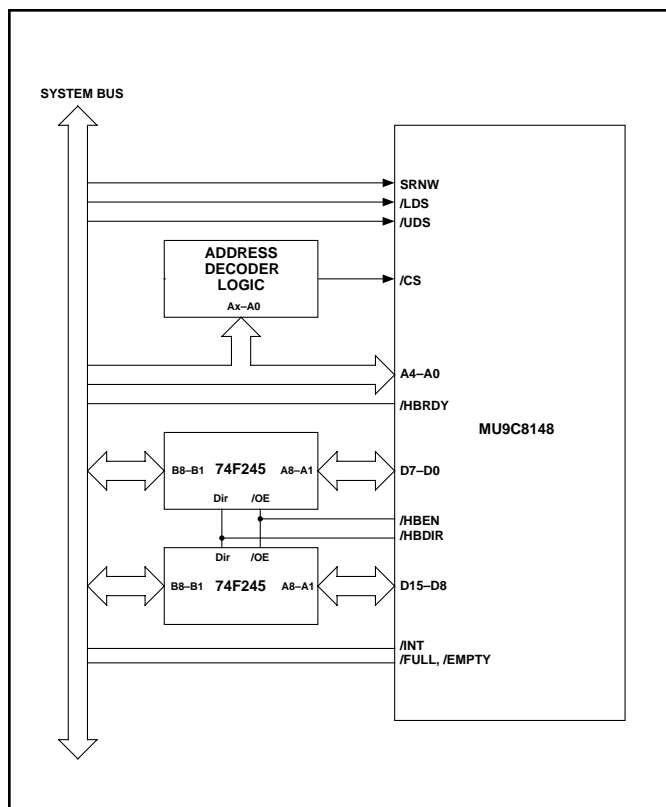 SYSTEM BUS
SRNW
/LDS
/UDS
ADDRESS
DECODER
LOGIC
Ax–A0
/CS
A4–A0
/HBRDY
MU9C8148
B8–B1 74F245 A8–A1
D7–D0
Dir /OE
/HBEN
/HBDIR
Dir /OE
B8–B1 74F245 A8–A1
D15–D8
/INT
/FULL, /EMPTY